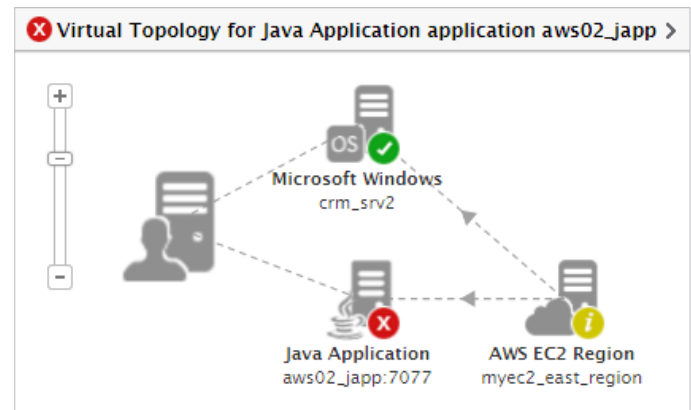 Virtual Topology for Java Application application aws02_japp
OS
Microsoft Windows
crm_srv2
Java Application
aws02_japp:7077
AWS EC2 Region
myec2_east_region